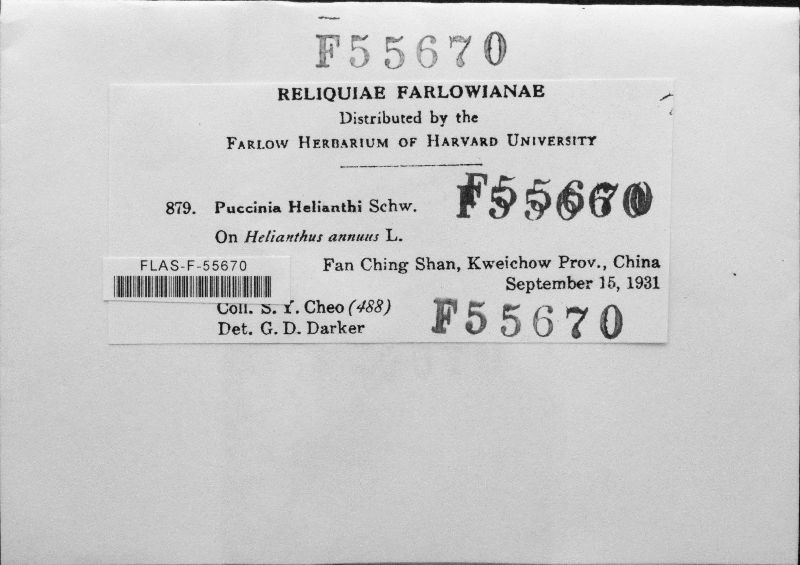 F55670
RELIQUIAE FARLOWIANAE
Distributed by the
FARLOW HERBARIUM OF HARVARD UNIVERSITY
F55670
879. Puccinia Helianthi Schw.
On Helianthus annuus L.
FLAS-F-55670
Fan Ching Shan, Kweichow Prov., China
September 15, 1931
Coll. S. Y. Cheo (488)
Det. G. D. Darker
F55670